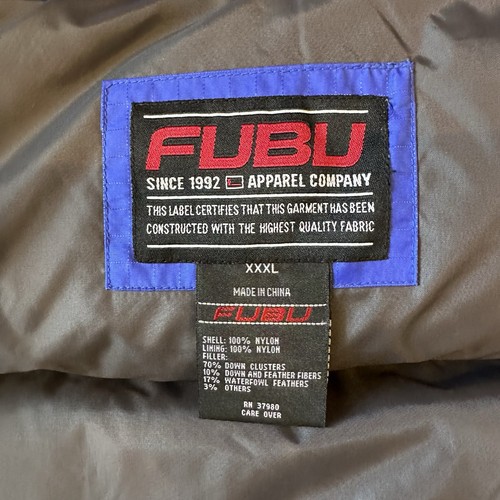 FUBU
SINCE 1992 APPAREL COMPANY
THIS LABEL CERTIFIES THAT THIS GARMENT HAS BEEN
CONSTRUCTED WITH THE HIGHEST QUALITY FABRIC
XXXL
MADE IN CHINA
FUBU
SHELL: 100% NYLON
LINING: 100% NYLON
FILLER:
70% DOWN CLUSTERS
10% DOWN AND FEATHER FIBERS
17% WATERFOWL FEATHERS
3% OTHERS
RN 37980
CARE OVER